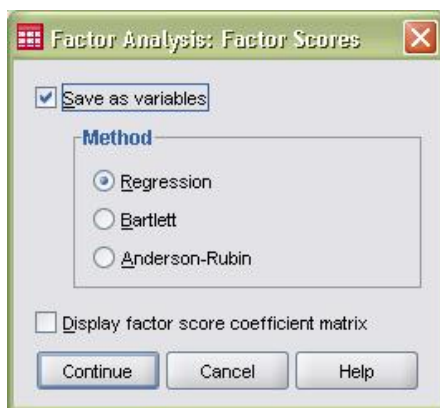 Factor Analysis: Factor Scores
Save as variables
Method
Regression
Bartlett
Anderson-Rubin
Display factor score coefficient matrix
Continue Cancel Help